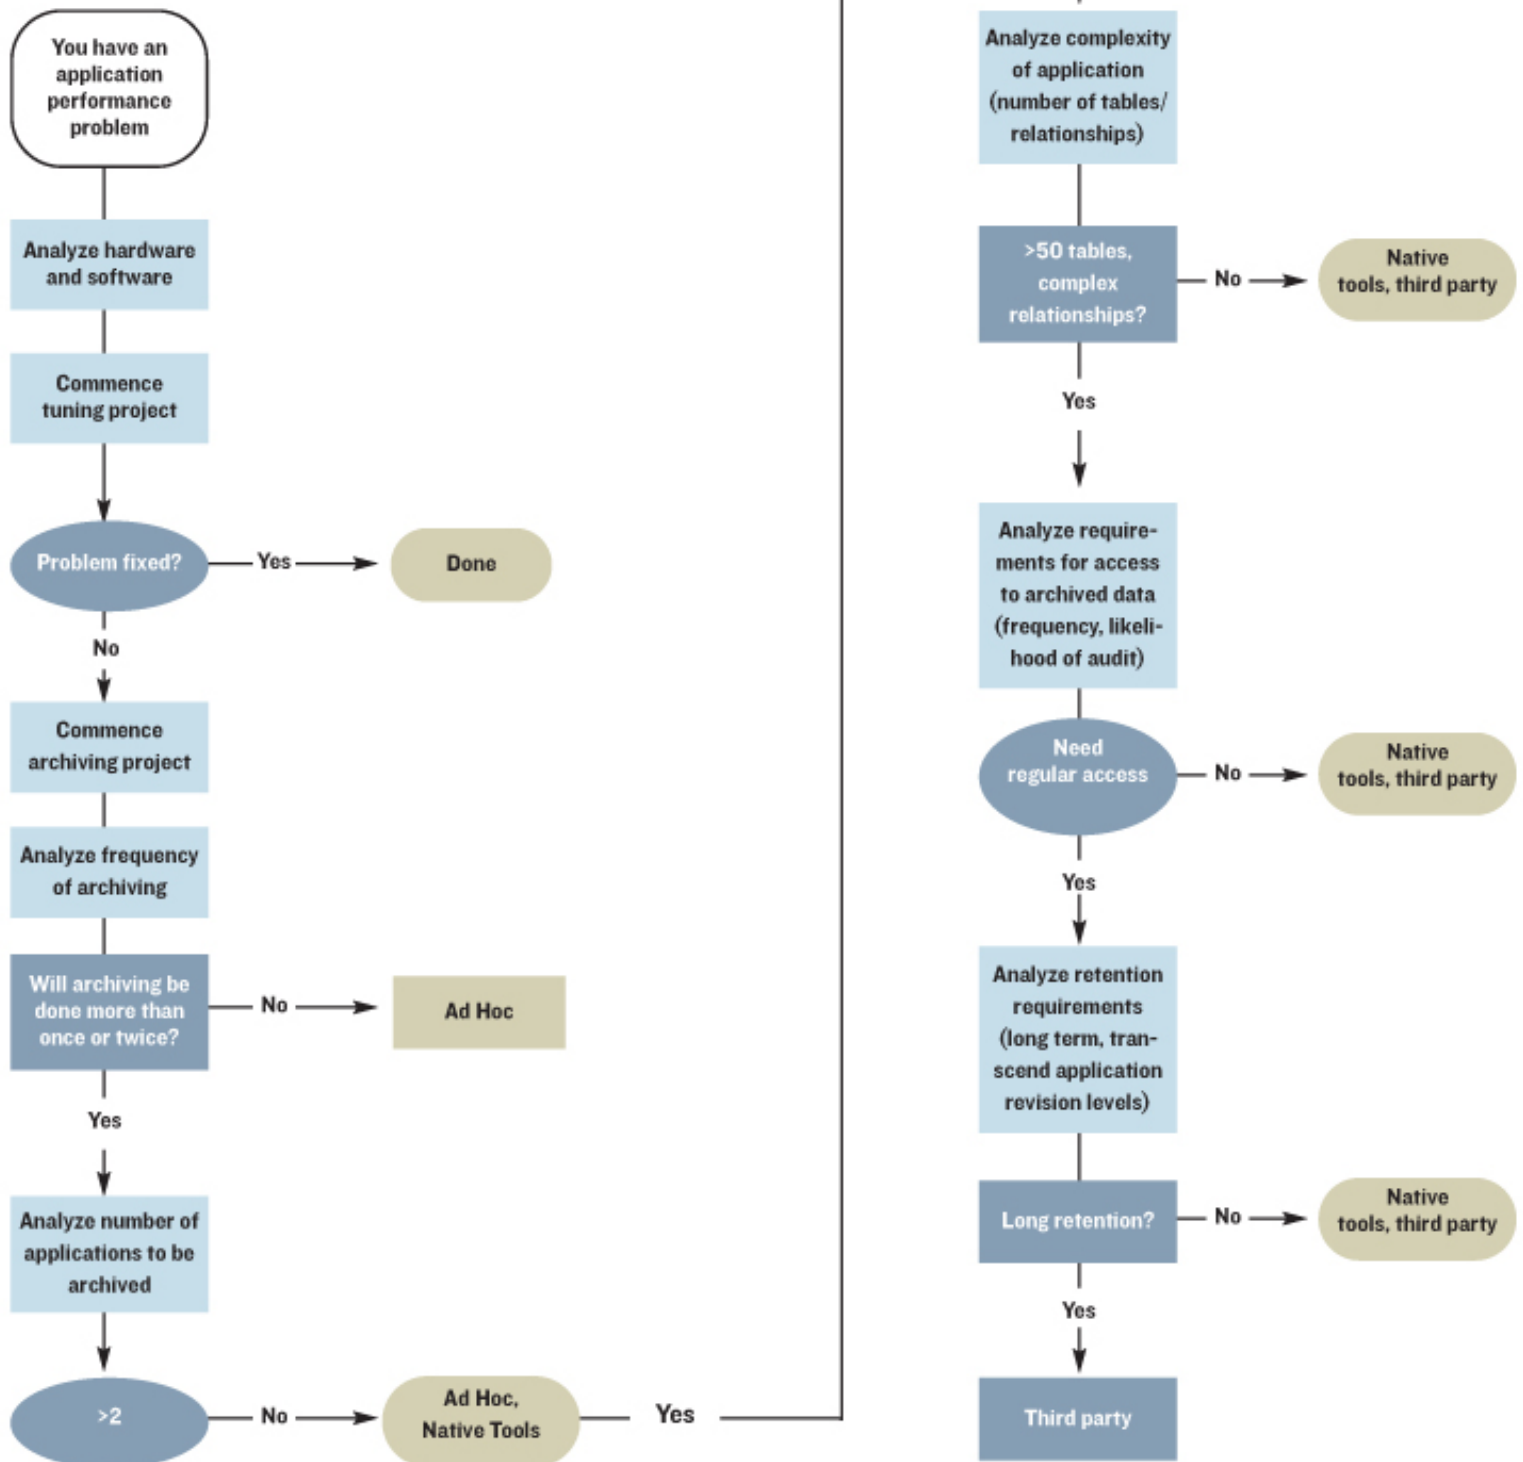 You have an
application
performance
problem
Analyze hardware
and software
Commence
tuning project
Problem fixed?
Yes
Done
No
Commence
archiving project
Analyze frequency
of archiving
Will archiving be
done more than
once or twice?
No
Ad Hoc
Yes
Analyze number of
applications to be
archived
>2
No
Ad Hoc,
Native Tools
Yes
Analyze complexity
of application
(number of tables/
relationships)
>50 tables,
complex
relationships?
No
Native
tools, third party
Yes
Analyze require-
ments for access
to archived data
(frequency, likeli-
hood of audit)
Need
regular access
No
Native
tools, third party
Yes
Analyze retention
requirements
(long term, tran-
scend application
revision levels)
Long retention?
No
Native
tools, third party
Yes
Third party